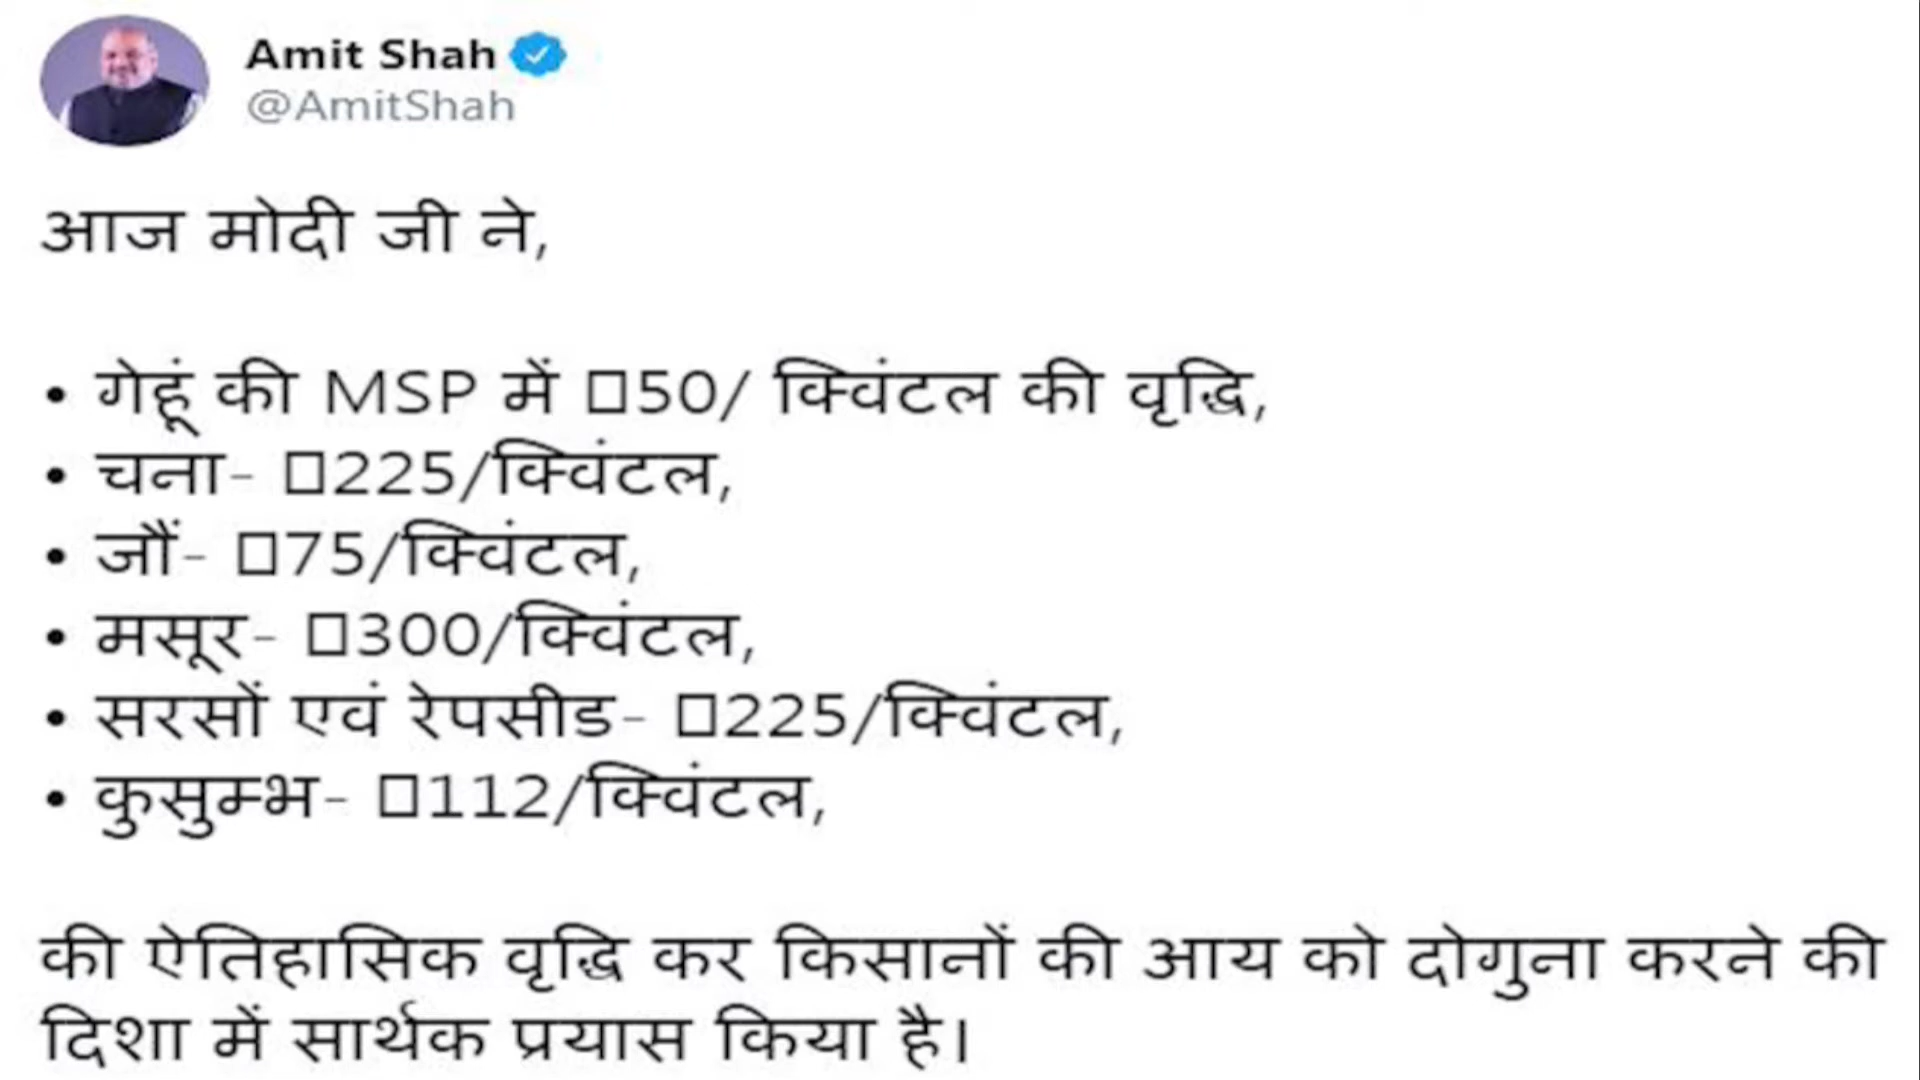 Amit Shah
@AmitShah
आज मोदी जी ने,
• गेहूं की MSP में □50/ क्विंटल की वृद्धि,
• चना- □225/क्विंटल,
• जौं- □75/क्विंटल,
• मसूर- □300/क्विंटल,
• सरसों एवं रेपसीड- □225/क्विंटल,
• कुसुम्भ- □112/क्विंटल,
की ऐतिहासिक वृद्धि कर किसानों की आय को दोगुना करने की
दिशा में सार्थक प्रयास किया है।